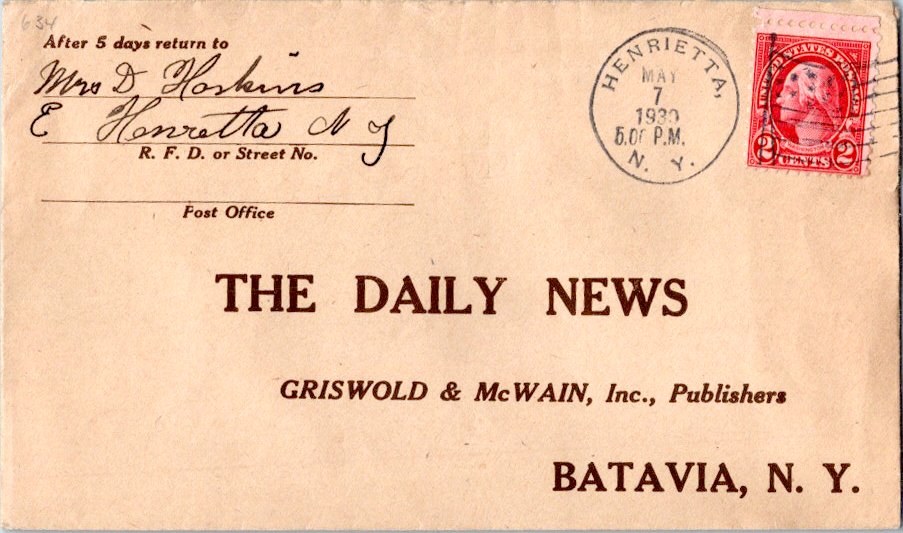 634
After 5 days return to
Mrs D Hoskins
E Henretta N Y
R. F. D. or Street No.
Post Office
HENRIETTA,
MAY
7
1930
5.00 P.M.
N. Y.
UNITED STATES POSTAGE
2 CENTS 2
THE DAILY NEWS
GRISWOLD & McWAIN, Inc., Publishers
BATAVIA, N. Y.